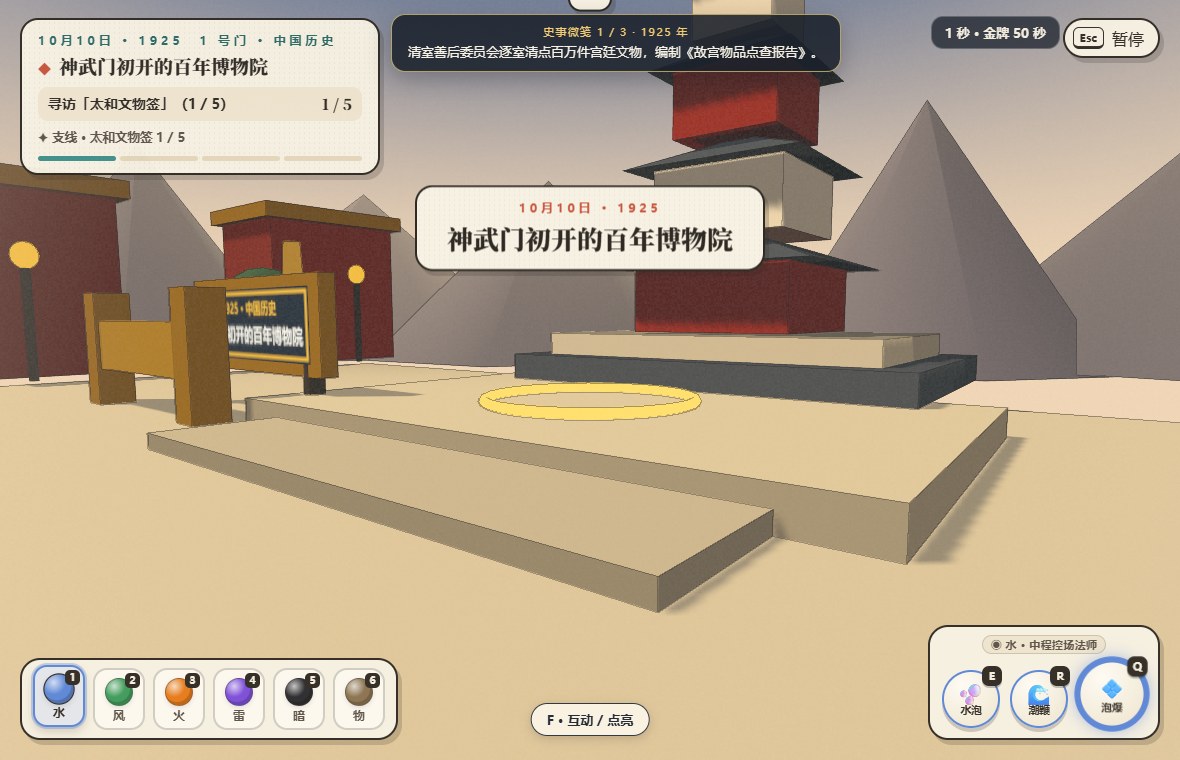 10月10日 • 1925 1 号门 • 中国历史
◆ 神武门初开的百年博物院
寻访「太和文物签」（1 / 5） 1 / 5
✦ 支线 • 太和文物签 1 / 5
史事微笺 1 / 3 · 1925 年
清室善后委员会逐室清点百万件宫廷文物，编制《故宫物品点查报告》。
1 秒 • 金牌 50 秒
Esc 暂停
10月10日 • 1925
神武门初开的百年博物院
925 • 中国历史
初开的百年博物院
1 水
2 风
3 火
4 雷
5 暗
6 物
F • 互动 / 点亮
◉ 水 • 中程控场法师
E 水泡
R 潮鞭
Q 泡爆